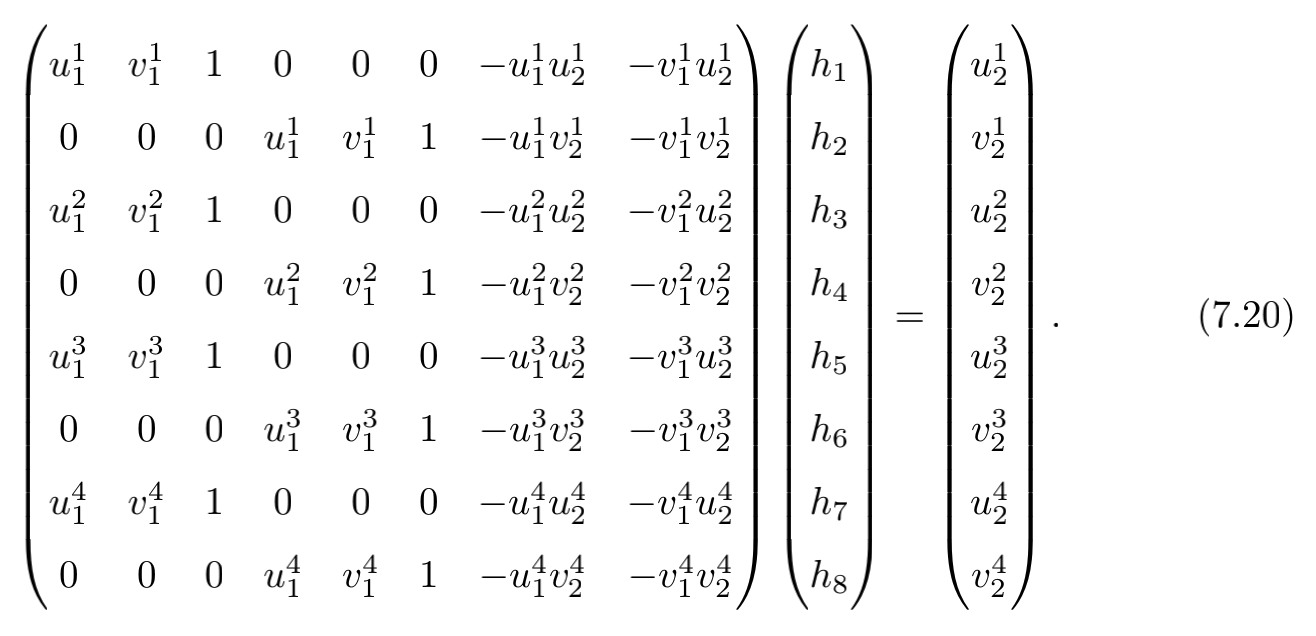 u_1^1 v_1^1 1 0 0 0 −u_1^1u_2^1 −v_1^1u_2^1 h_1 u_2^1
0 0 0 u_1^1 v_1^1 1 −u_1^1v_2^1 −v_1^1v_2^1 h_2 v_2^1
u_1^2 v_1^2 1 0 0 0 −u_1^2u_2^2 −v_1^2u_2^2 h_3 u_2^2
0 0 0 u_1^2 v_1^2 1 −u_1^2v_2^2 −v_1^2v_2^2 h_4 v_2^2
= . (7.20)
u_1^3 v_1^3 1 0 0 0 −u_1^3u_2^3 −v_1^3u_2^3 h_5 u_2^3
0 0 0 u_1^3 v_1^3 1 −u_1^3v_2^3 −v_1^3v_2^3 h_6 v_2^3
u_1^4 v_1^4 1 0 0 0 −u_1^4u_2^4 −v_1^4u_2^4 h_7 u_2^4
0 0 0 u_1^4 v_1^4 1 −u_1^4v_2^4 −v_1^4v_2^4 h_8 v_2^4